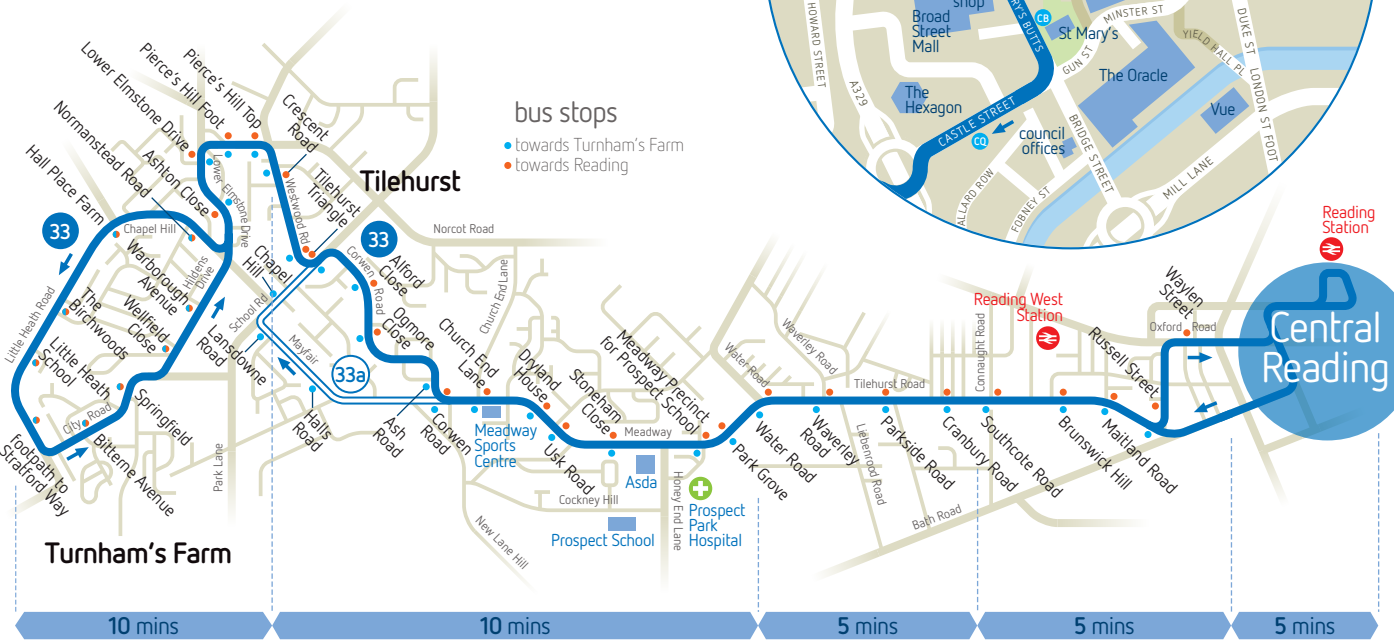 shop
Broad
Street
Mall
HOWARD STREET
A329
The
Hexagon
CASTLE STREET
CB
CQ
St Mary's
GUN ST
MINSTER ST
YIELD HALL PL
DUKE ST
LONDON ST FOOT
The Oracle
Vue
council
offices
BRIDGE STREET
MILL LANE
FOBNEY ST
bus stops
towards Turnham's Farm
towards Reading
Pierce's Hill Top
Pierce's Hill Foot
Lower Elmstone Drive
Normanstead Road
Hall Place Farm
Ashton Close
Crescent
Road
Tilehurst
Triangle
Tilehurst
Westwood Rd
Lower Elmstone Drive
33
Chapel Hill
Warborough
Avenue
Hildens
Drive
Little Heath Road
The
Birchwoods
Wellfield
Close
Little Heath
School
Springfield
City Road
Bitterne Avenue
footpath to
Stratford Way
Turnham's Farm
Lansdowne
Road
Park Lane
School Rd
Chapel
Hill
Mayfair
33a
Halls
Road
33
Corwen
Road
Alford
Close
Ogmore
Close
Norcot Road
Church End Lane
Church End
Lane
Ash
Road
Corwen
Road
Meadway
Sports
Centre
Dryland
House
Usk Road
Stoneham
Close
Meadway
Asda
Cockney Hill
Prospect School
New Lane Hill
Honey End Lane
Prospect
Park
Hospital
Meadway Precinct
for Prospect School
Park Grove
Water Road
Water Road
Waverley Road
Waverley
Road
Tilehurst Road
Liebenrood
Road
Parkside Road
Cranbury Road
Connaught Road
Southcote Road
Bath Road
Reading West
Station
Brunswick Hill
Maitland Road
Russell Street
Waylen
Street
Oxford Road
Reading
Station
Central
Reading
10 mins
10 mins
5 mins
5 mins
5 mins